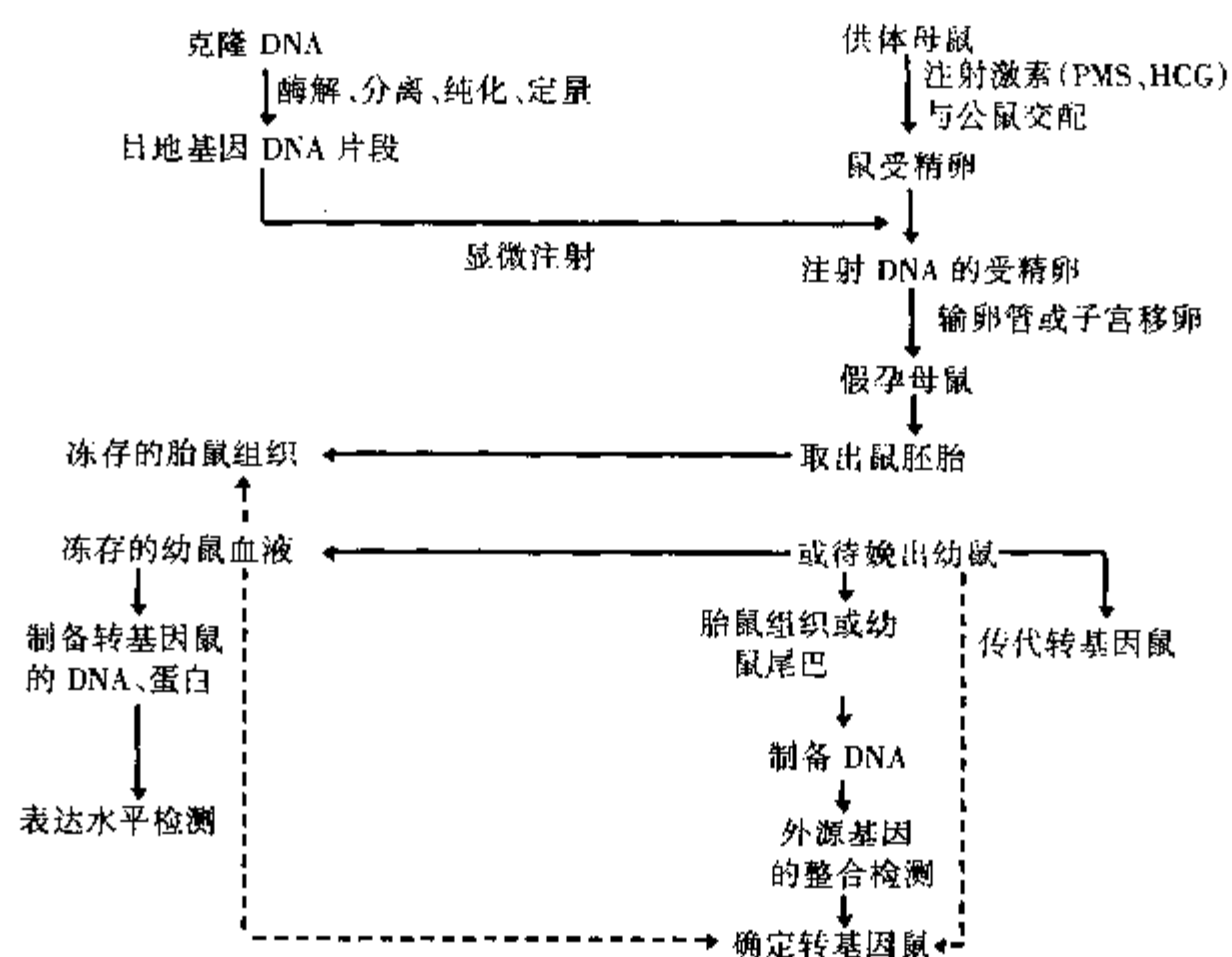 克隆 DNA
酶解、分离、纯化、定量
目地基因 DNA 片段
供体母鼠
注射激素(PMS、HCG)
与公鼠交配
鼠受精卵
显微注射
注射 DNA 的受精卵
输卵管或子宫移卵
假孕母鼠
取出鼠胚胎
冻存的胎鼠组织
冻存的幼鼠血液
或待娩出幼鼠
制备转基因鼠
的 DNA、蛋白
表达水平检测
胎鼠组织或幼
鼠尾巴
传代转基因鼠
制备 DNA
外源基因
的整合检测
确定转基因鼠